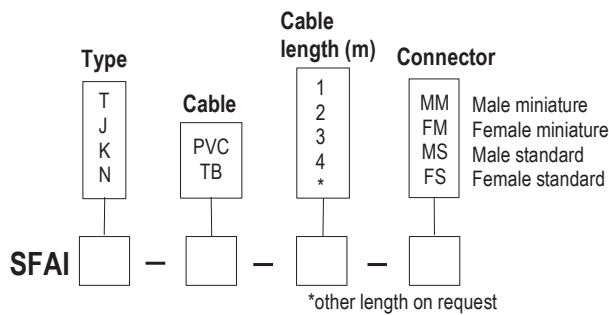 Type
T
J
K
N
Cable
PVC
TB
Cable
length (m)
1
2
3
4
*
Connector
MM Male miniature
FM Female miniature
MS Male standard
FS Female standard
SFAI – – –
*other length on request